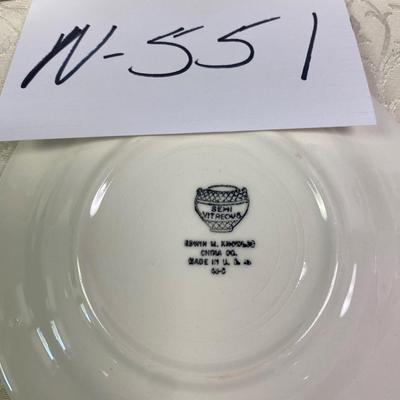 N-551
SEMI
VITREOUS
EDWIN M. KNOWLES
CHINA CO.
MADE IN U. S. A.